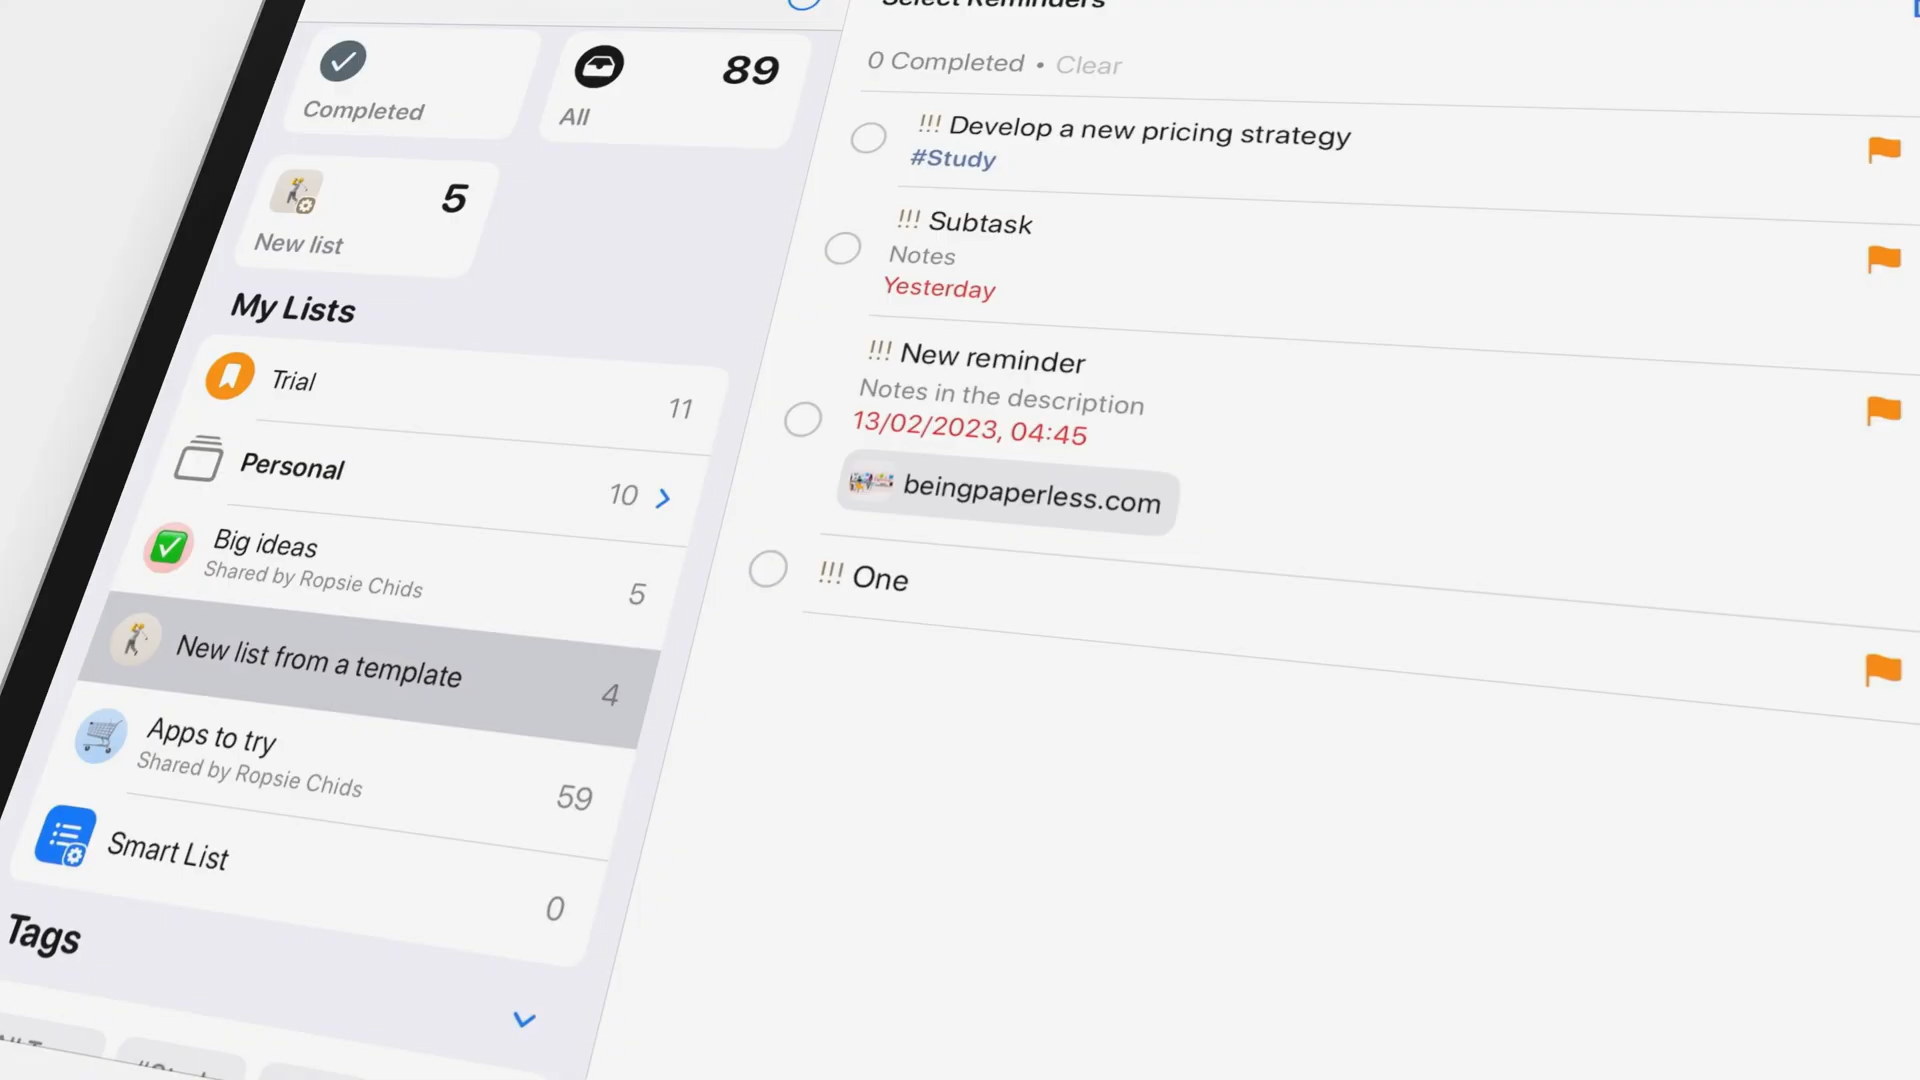 Select Reminders
0 Completed • Clear
Completed
All
89
New list
5
My Lists
Trial
11
Personal
10
Big ideas
Shared by Ropsie Chids
5
New list from a template
4
Apps to try
Shared by Ropsie Chids
59
Smart List
0
Tags
!!! Develop a new pricing strategy
#Study
!!! Subtask
Notes
Yesterday
!!! New reminder
Notes in the description
13/02/2023, 04:45
beingpaperless.com
!!! One